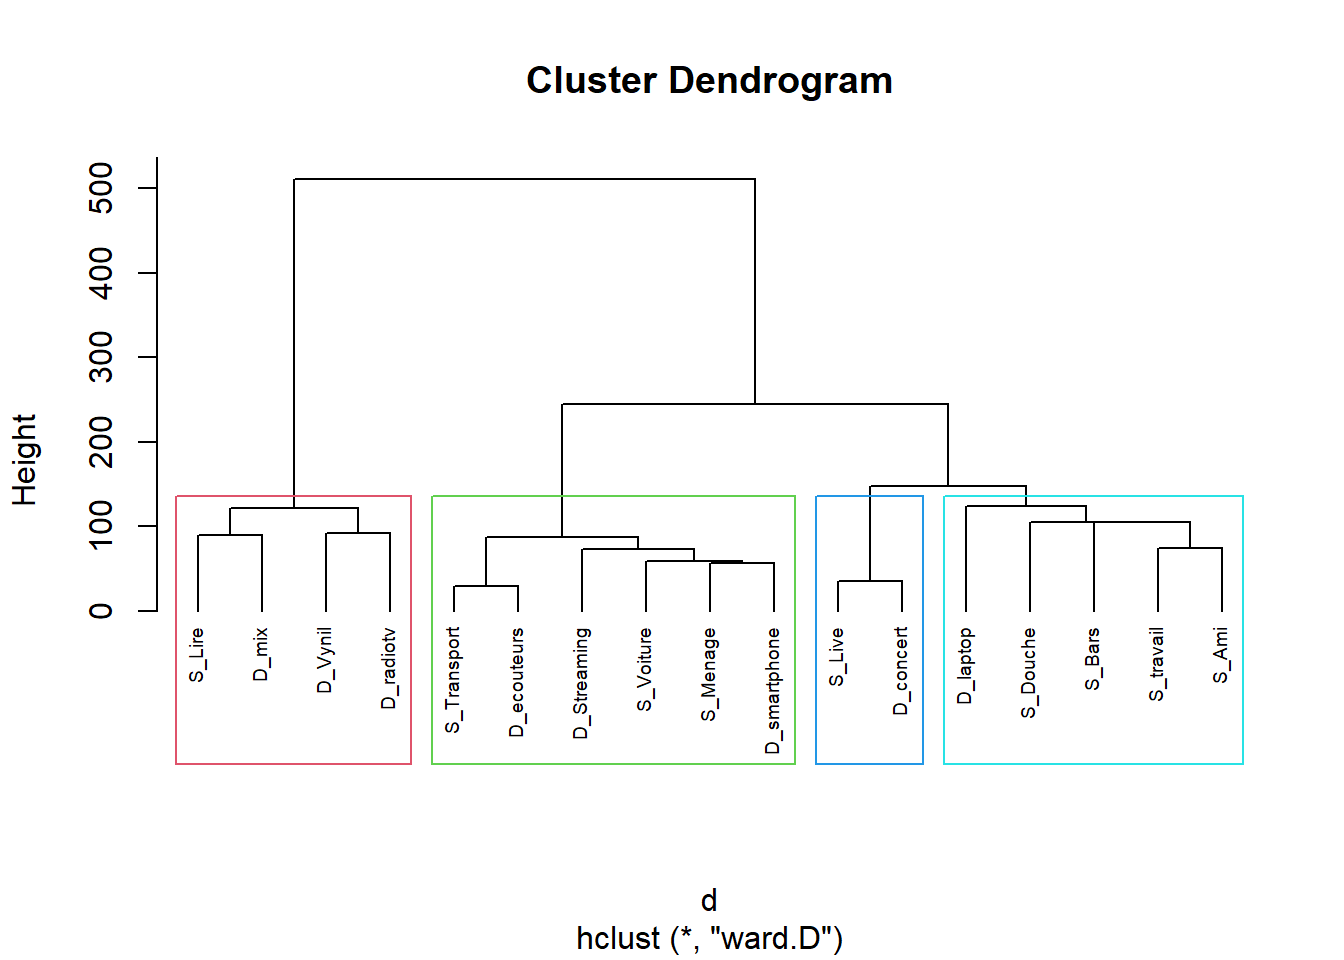 Cluster Dendrogram
Height
500
400
300
200
100
0
S_Lire
D_mix
D_Vynil
D_radiotv
S_Transport
D_ecouteurs
D_Streaming
S_Voiture
S_Menage
D_smartphone
S_Live
D_concert
D_laptop
S_Douche
S_Bars
S_travail
S_Ami
d
hclust (*, "ward.D")